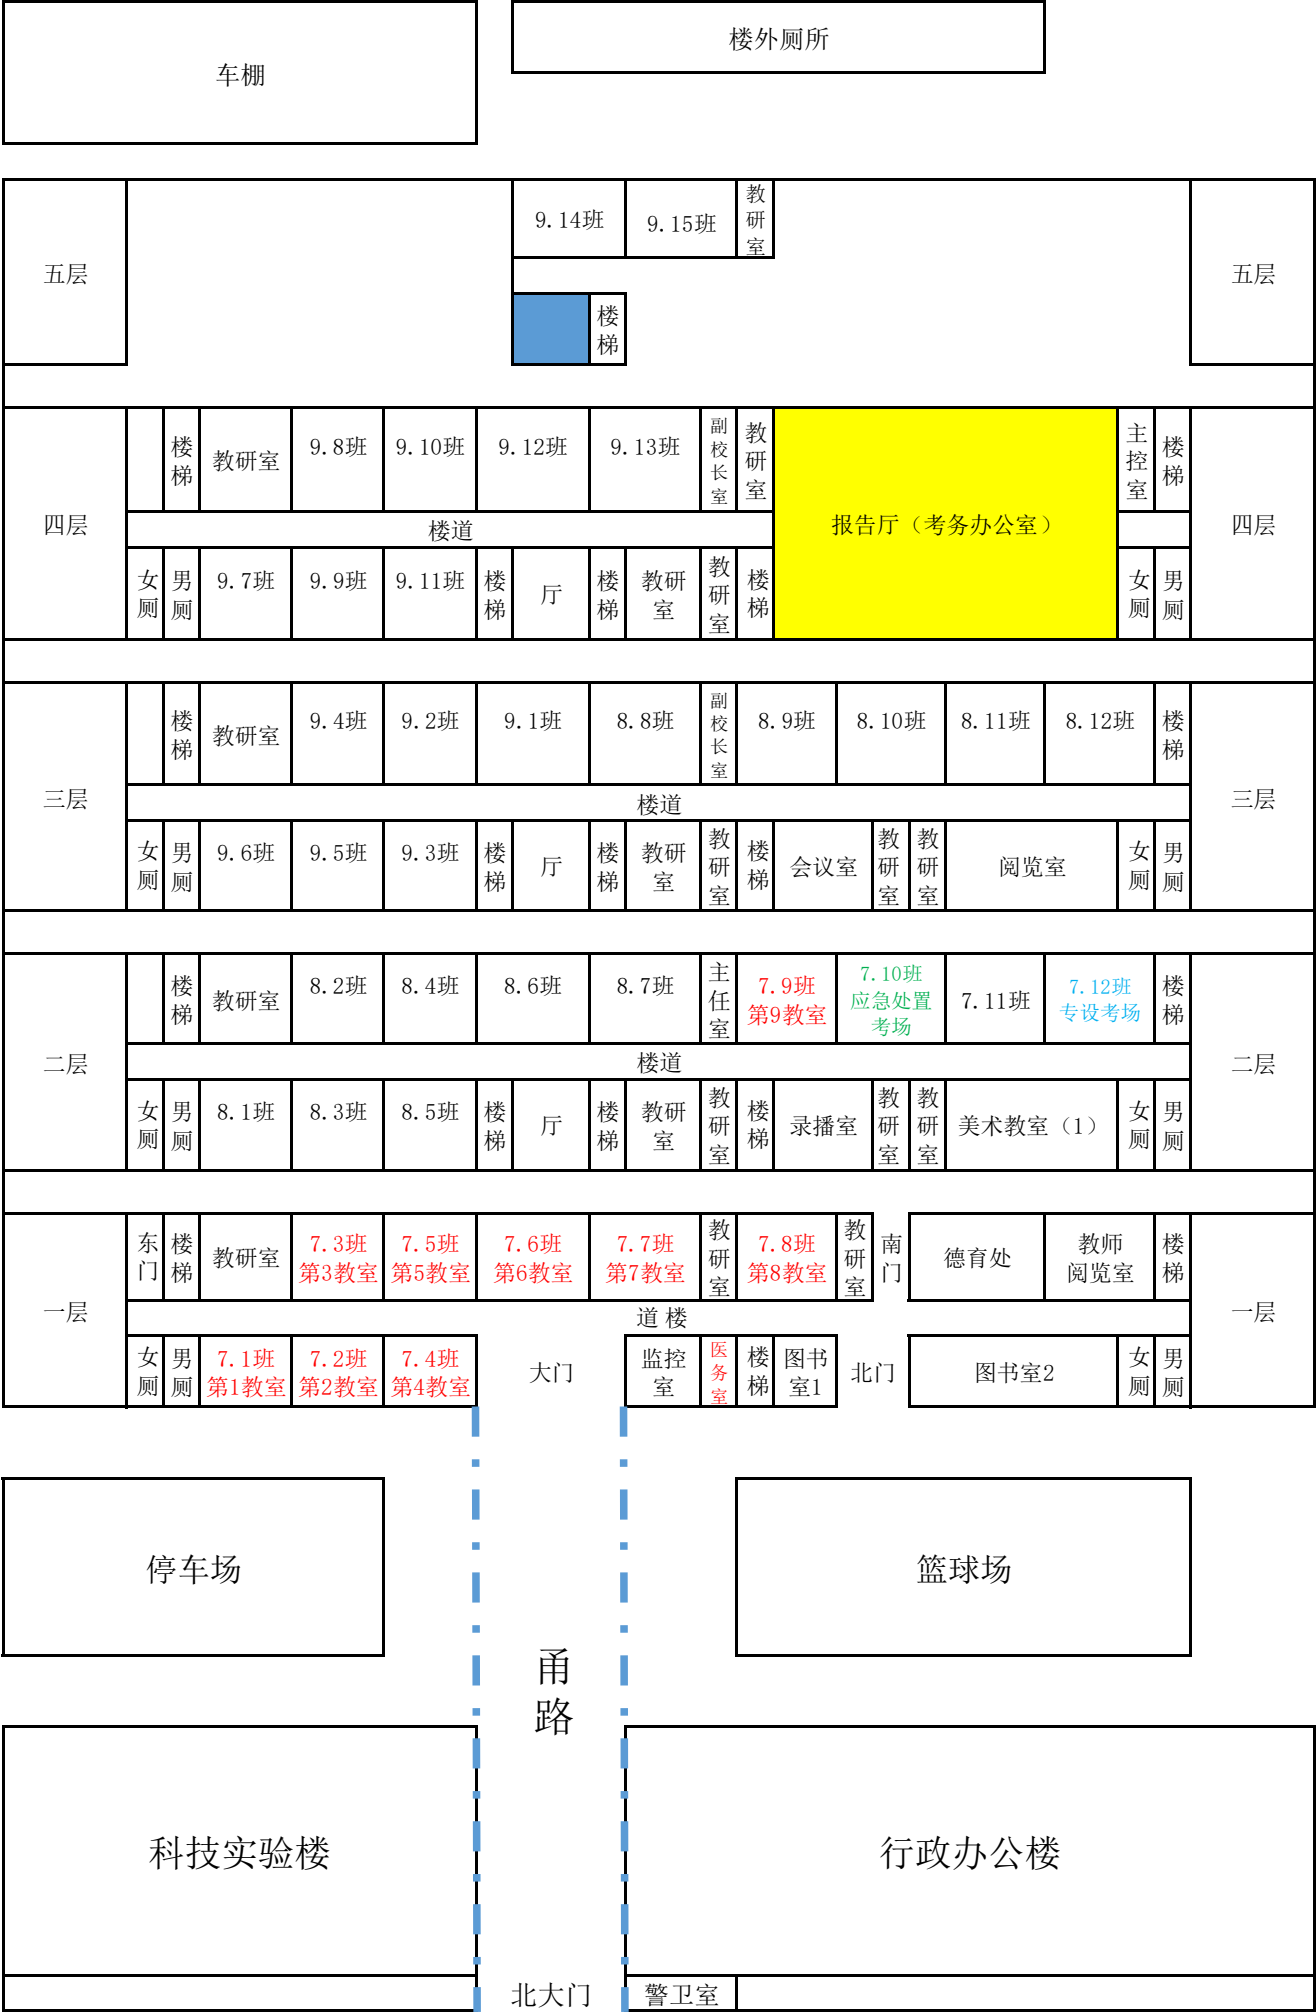 车棚
楼外厕所
五层
9.14班
9.15班
教研室
五层
楼梯
四层
楼梯
教研室
9.8班
9.10班
9.12班
9.13班
副校长室
教研室
报告厅（考务办公室）
主控室
楼梯
四层
楼道
女厕
男厕
9.7班
9.9班
9.11班
楼梯
厅
楼梯
教研
室
教研室
楼梯
女厕
男厕
三层
楼梯
教研室
9.4班
9.2班
9.1班
8.8班
副校长室
8.9班
8.10班
8.11班
8.12班
楼梯
三层
楼道
女厕
男厕
9.6班
9.5班
9.3班
楼梯
厅
楼梯
教研
室
教研室
楼梯
会议室
教研室
教研室
阅览室
女厕
男厕
二层
楼梯
教研室
8.2班
8.4班
8.6班
8.7班
主任室
7.9班
第9教室
7.10班
应急处置
考场
7.11班
7.12班
专设考场
楼梯
二层
楼道
女厕
男厕
8.1班
8.3班
8.5班
楼梯
厅
楼梯
教研
室
教研室
楼梯
录播室
教研室
教研室
美术教室（1）
女厕
男厕
一层
东门
楼梯
教研室
7.3班
第3教室
7.5班
第5教室
7.6班
第6教室
7.7班
第7教室
教研室
7.8班
第8教室
教研室
南门
德育处
教师
阅览室
楼梯
一层
道 楼
女厕
男厕
7.1班
第1教室
7.2班
第2教室
7.4班
第4教室
大门
监控
室
医务室
楼梯
图书
室1
北门
图书室2
女厕
男厕
停车场
篮球场
甬路
科技实验楼
行政办公楼
北大门
警卫室